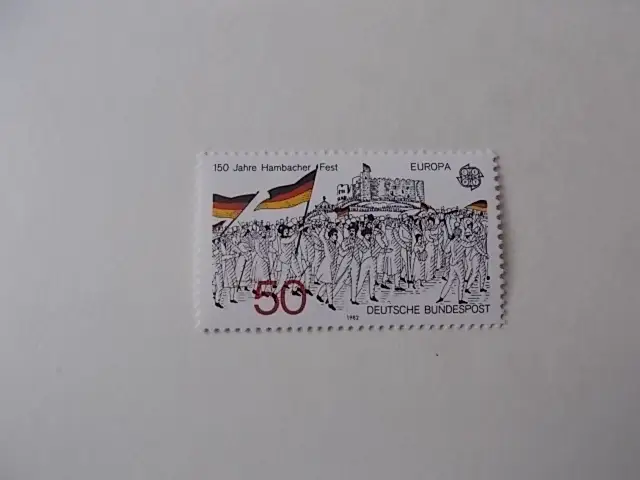 150 Jahre Hambacher Fest
EUROPA
50
1982
DEUTSCHE BUNDESPOST